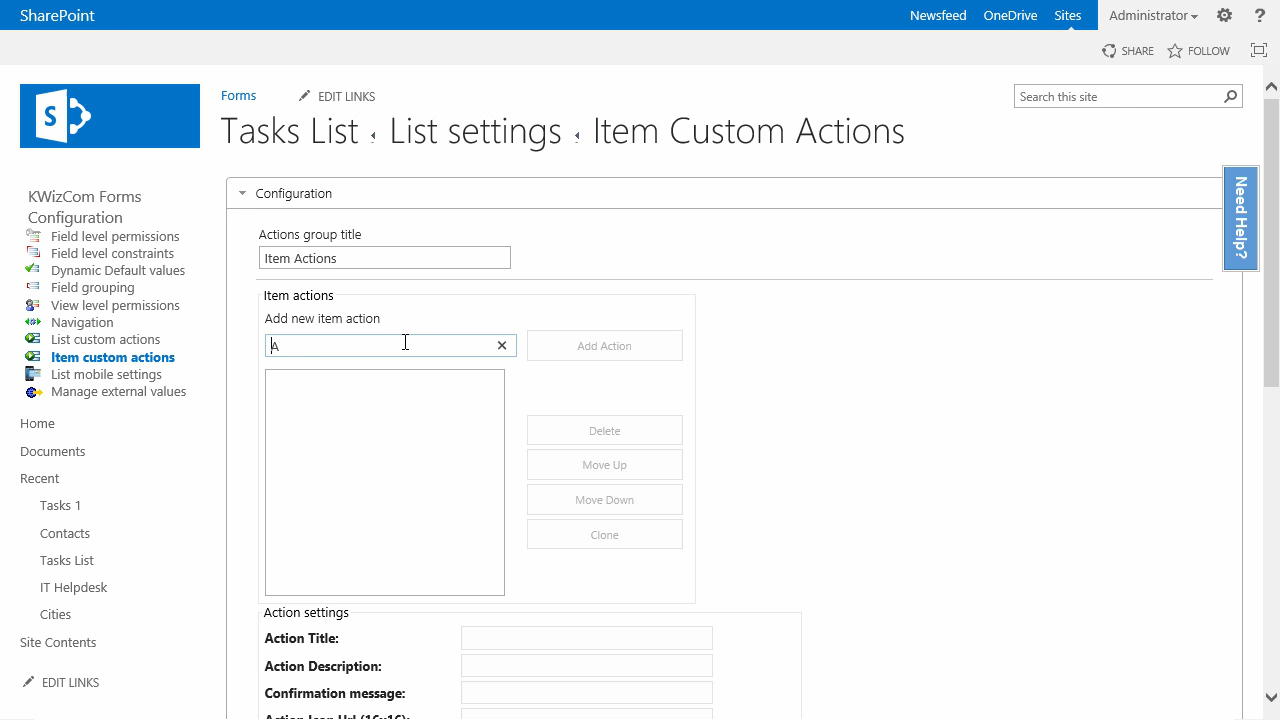 SharePoint
Newsfeed OneDrive Sites Administrator ?
SHARE FOLLOW
S
Forms EDIT LINKS
Search this site
Tasks List List settings Item Custom Actions
Need Help?
KWizCom Forms
Configuration
Field level permissions
Field level constraints
Dynamic Default values
Field grouping
View level permissions
Navigation
List custom actions
Item custom actions
List mobile settings
Manage external values
Home
Documents
Recent
Tasks 1
Contacts
Tasks List
IT Helpdesk
Cities
Site Contents
EDIT LINKS
Configuration
Actions group title
Item Actions
Item actions
Add new item action
A
Add Action
Delete
Move Up
Move Down
Clone
Action settings
Action Title:
Action Description:
Confirmation message:
Action Icon Url (16x16):